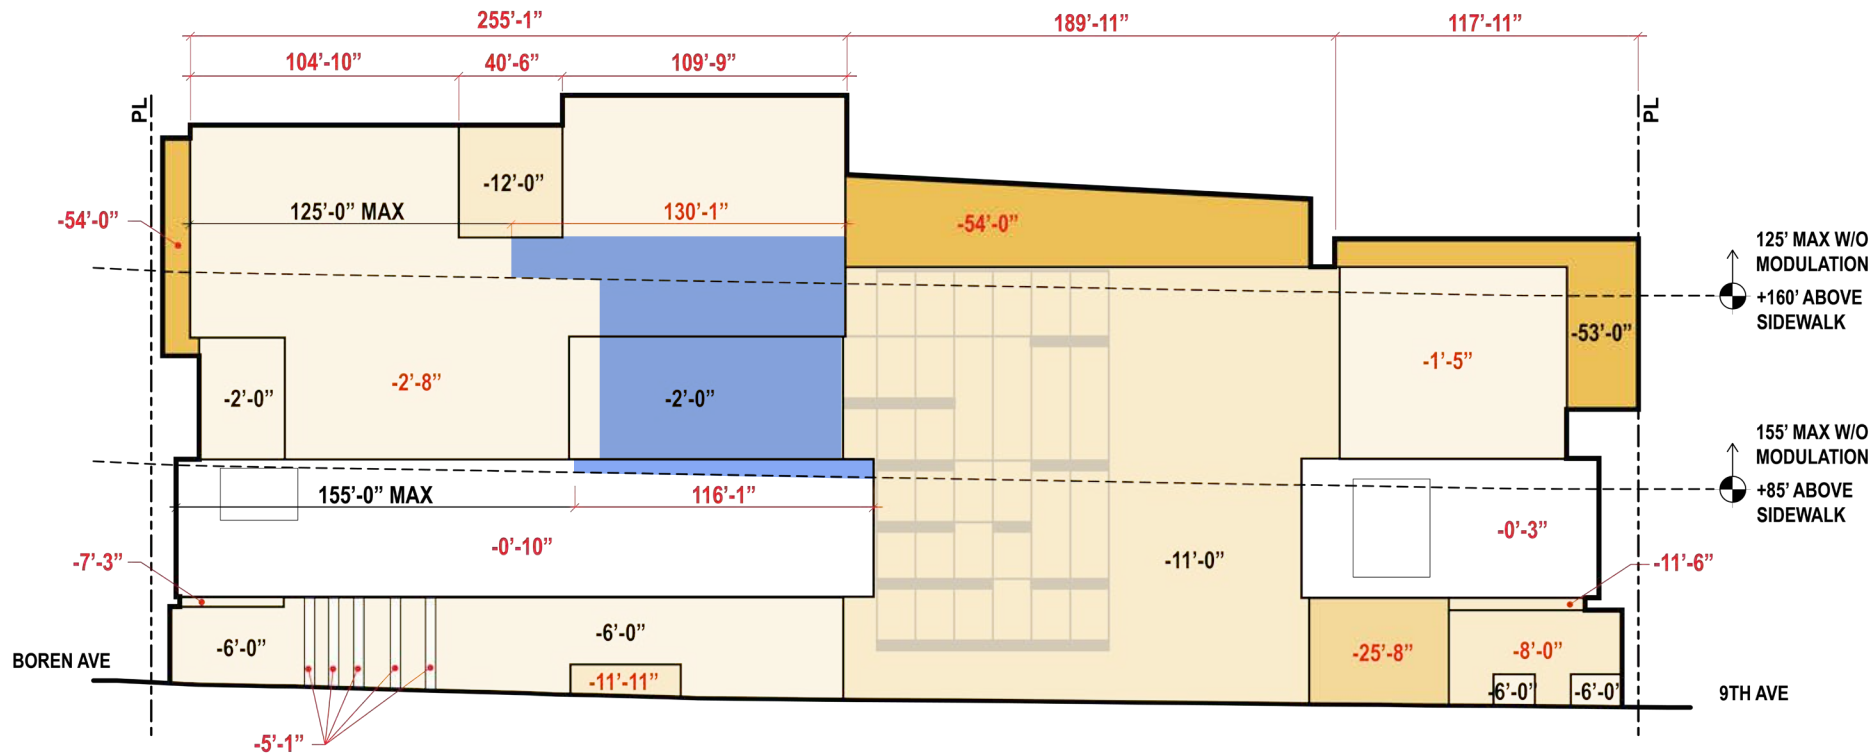 255'-1" 189'-11" 117'-11"
104'-10" 40'-6" 109'-9"
PL
PL
-12'-0"
125'-0" MAX
130'-1"
-54'-0"
-54'-0"
125' MAX W/O
MODULATION
+160' ABOVE
SIDEWALK
-53'-0"
-1'-5"
-2'-8"
-2'-0"
-2'-0"
155' MAX W/O
MODULATION
+85' ABOVE
SIDEWALK
155'-0" MAX
116'-1"
-0'-3"
-0'-10"
-11'-0"
-7'-3"
-11'-6"
-6'-0"
-6'-0"
-25'-8"
-8'-0"
BOREN AVE
-11'-11"
-6'-0"
-6'-0'
9TH AVE
-5'-1"